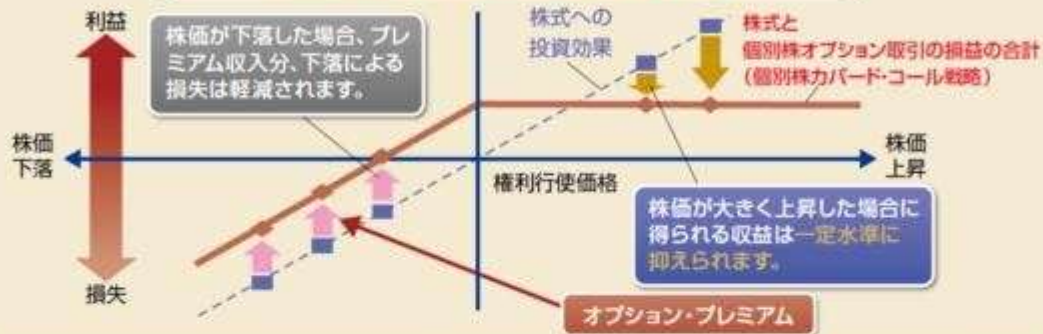 利益
株価が下落した場合、プレ
ミアム収入分、下落による
損失は軽減されます。
株式への
投資効果
株式と
個別株オプション取引の損益の合計
(個別株カバード・コール戦略)
株価
下落
株価
上昇
権利行使価格
株価が大きく上昇した場合に
得られる収益は一定水準に
抑えられます。
損失
オプション・プレミアム